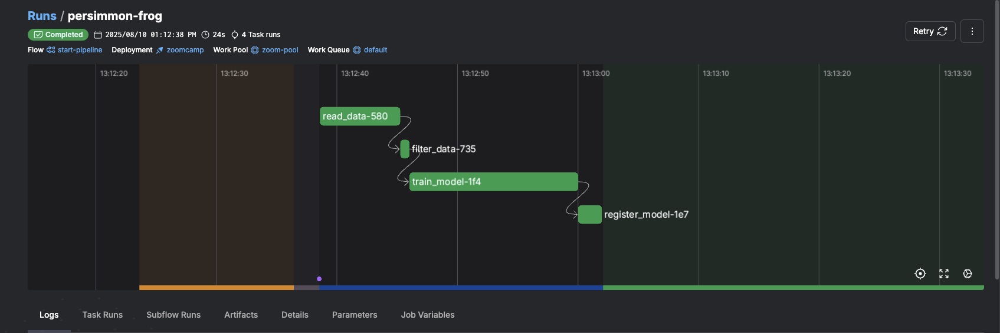 Runs / persimmon-frog
Completed 2025/08/10 01:12:38 PM 24s 4 Task runs
Retry
Flow start-pipeline Deployment zoomcamp Work Pool zoom-pool Work Queue default
13:12:20 13:12:30 13:12:40 13:12:50 13:13:00 13:13:10 13:13:20 13:13:30
read_data-580
filter_data-735
train_model-1f4
register_model-1e7
Logs Task Runs Subflow Runs Artifacts Details Parameters Job Variables